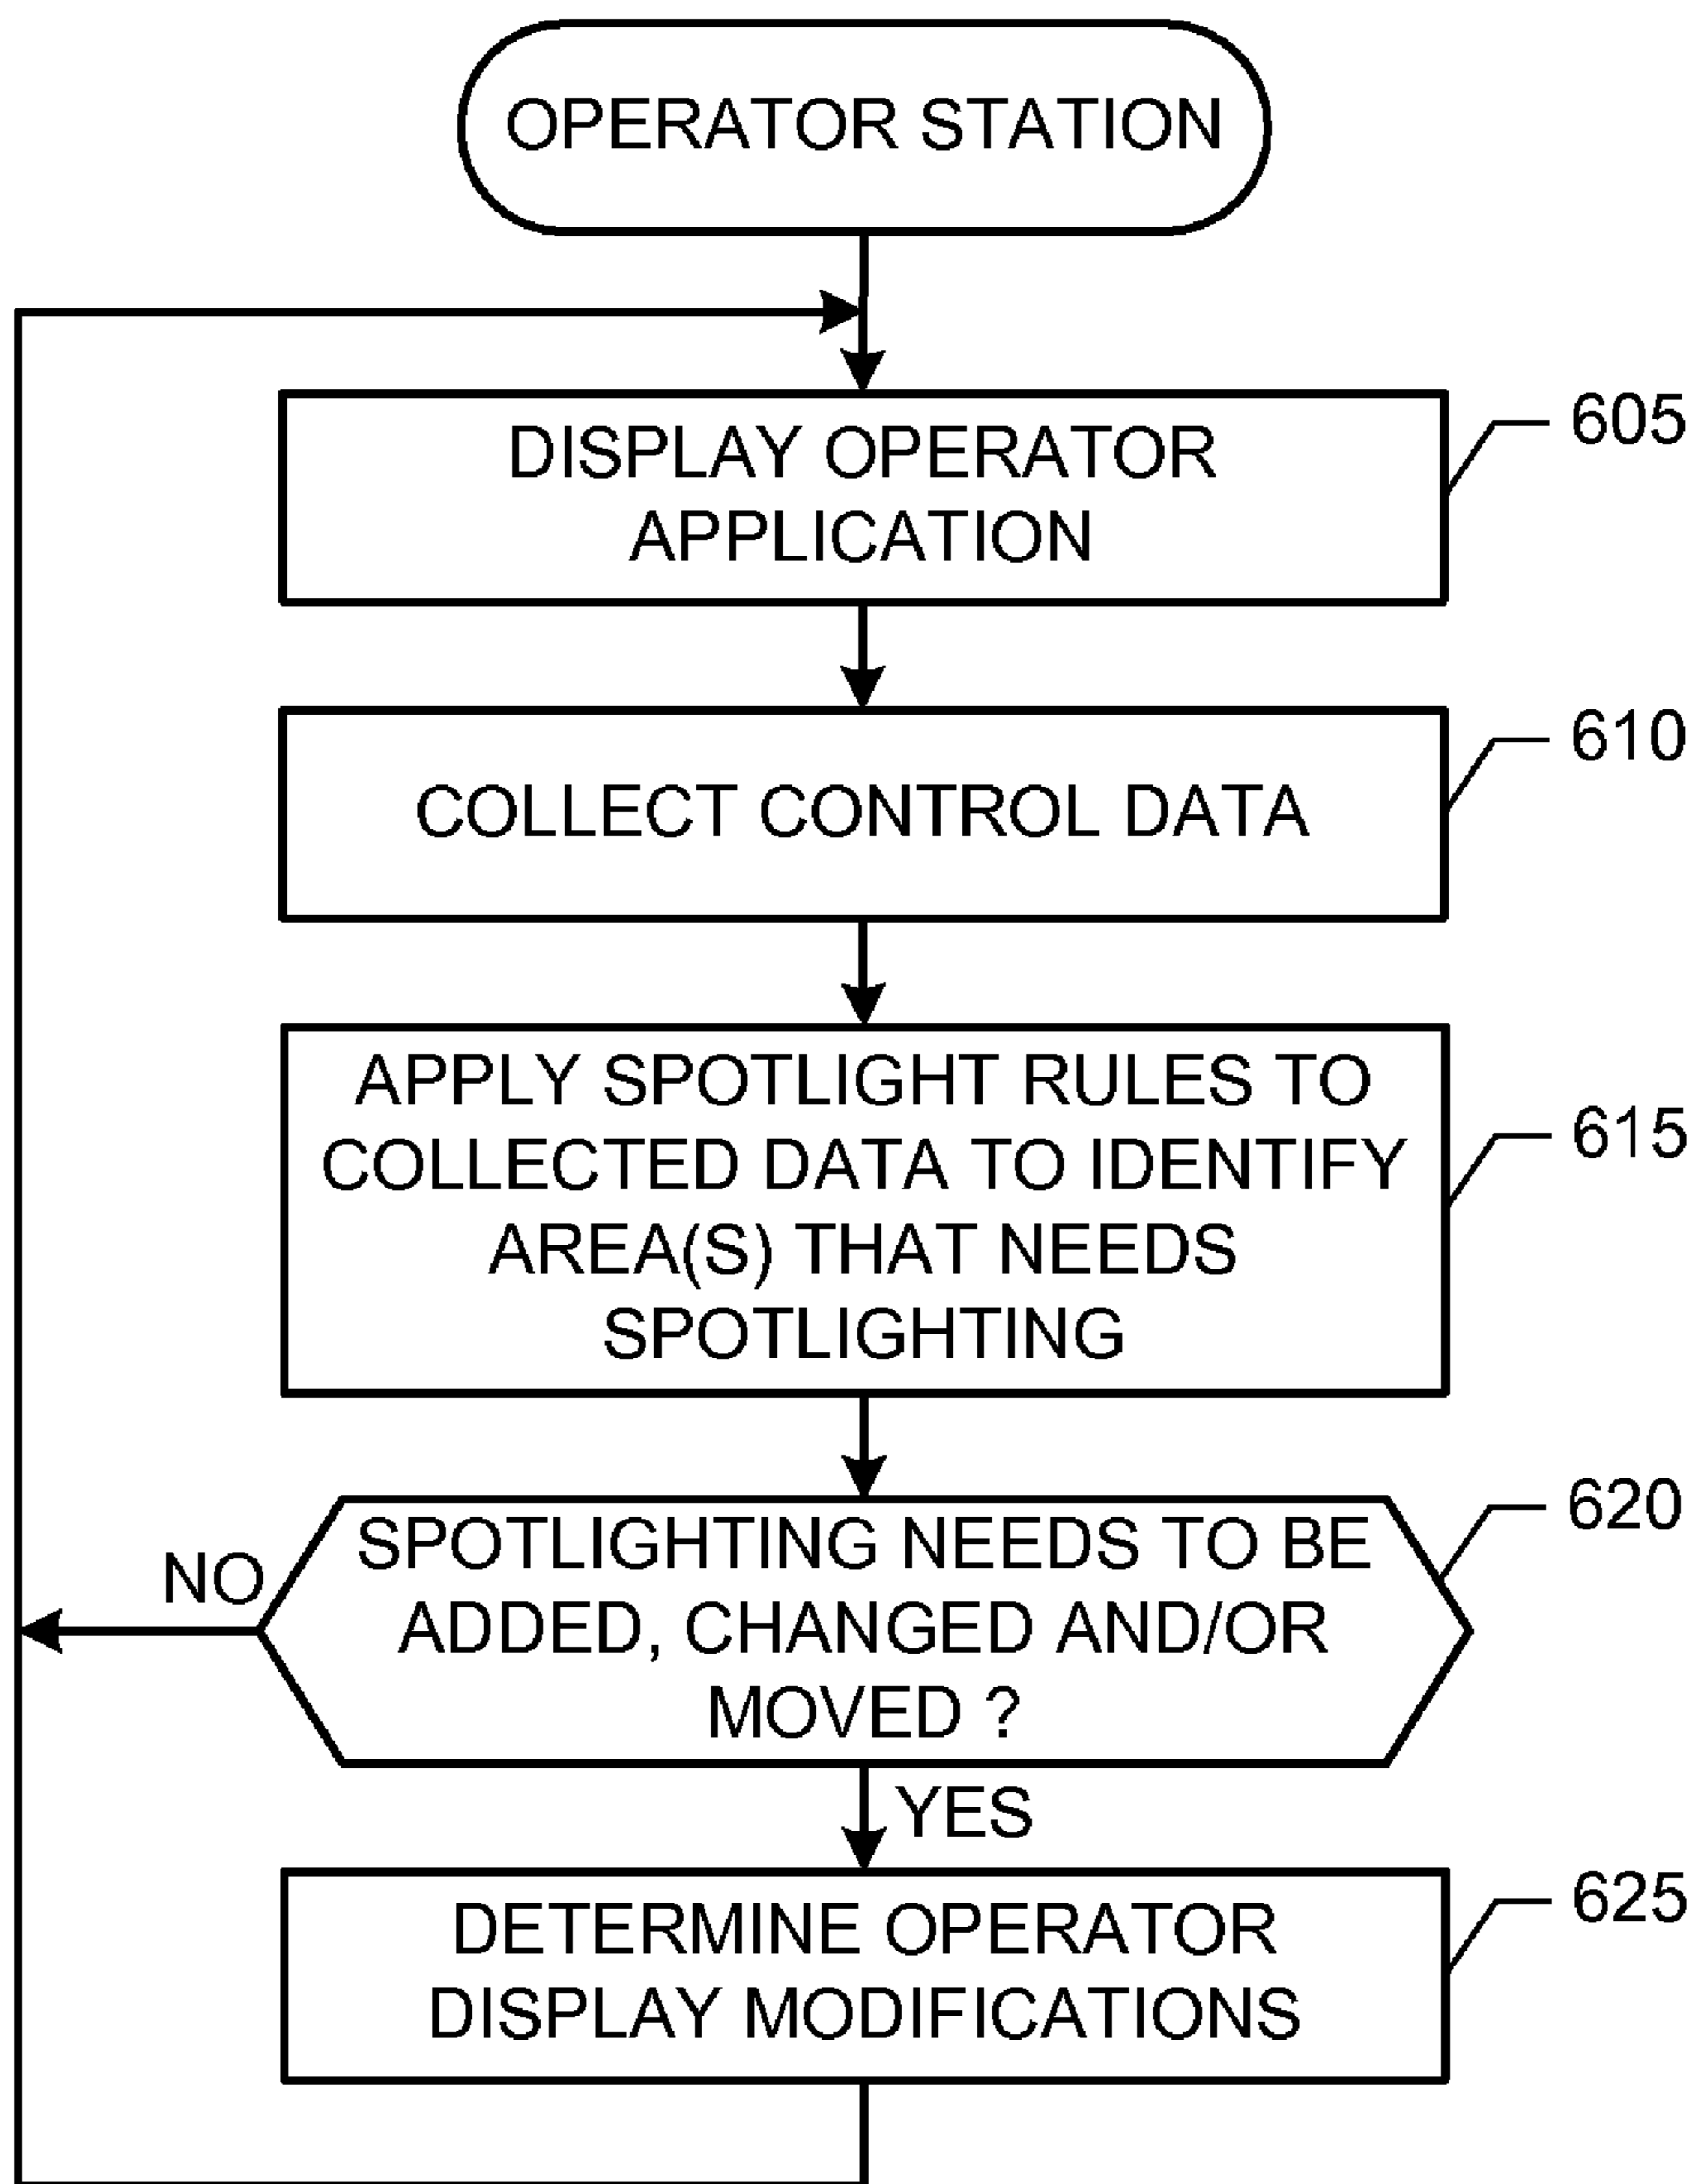 OPERATOR STATION
DISPLAY OPERATOR
APPLICATION
605
COLLECT CONTROL DATA
610
APPLY SPOTLIGHT RULES TO
COLLECTED DATA TO IDENTIFY
AREA(S) THAT NEEDS
SPOTLIGHTING
615
SPOTLIGHTING NEEDS TO BE
ADDED, CHANGED AND/OR
MOVED ?
620
NO
YES
DETERMINE OPERATOR
DISPLAY MODIFICATIONS
625